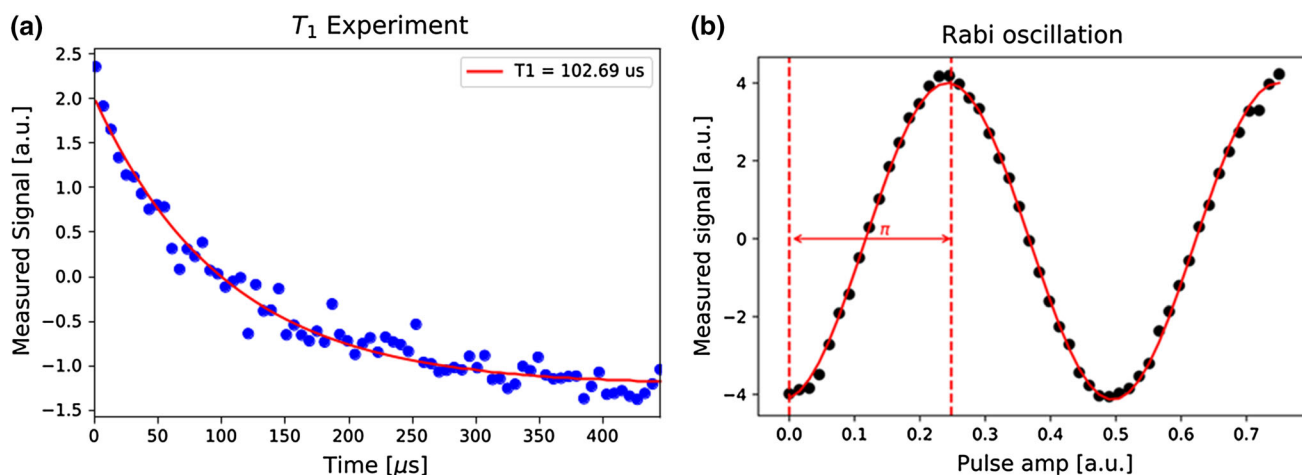 (a)
T₁ Experiment
Measured Signal [a.u.]
2.5
2.0
1.5
1.0
0.5
0.0
−0.5
−1.0
−1.5
T1 = 102.69 us
0 50 100 150 200 250 300 350 400
Time [μs]
(b)
Rabi oscillation
Measured signal [a.u.]
4
2
0
−2
−4
π
0.0 0.1 0.2 0.3 0.4 0.5 0.6 0.7
Pulse amp [a.u.]